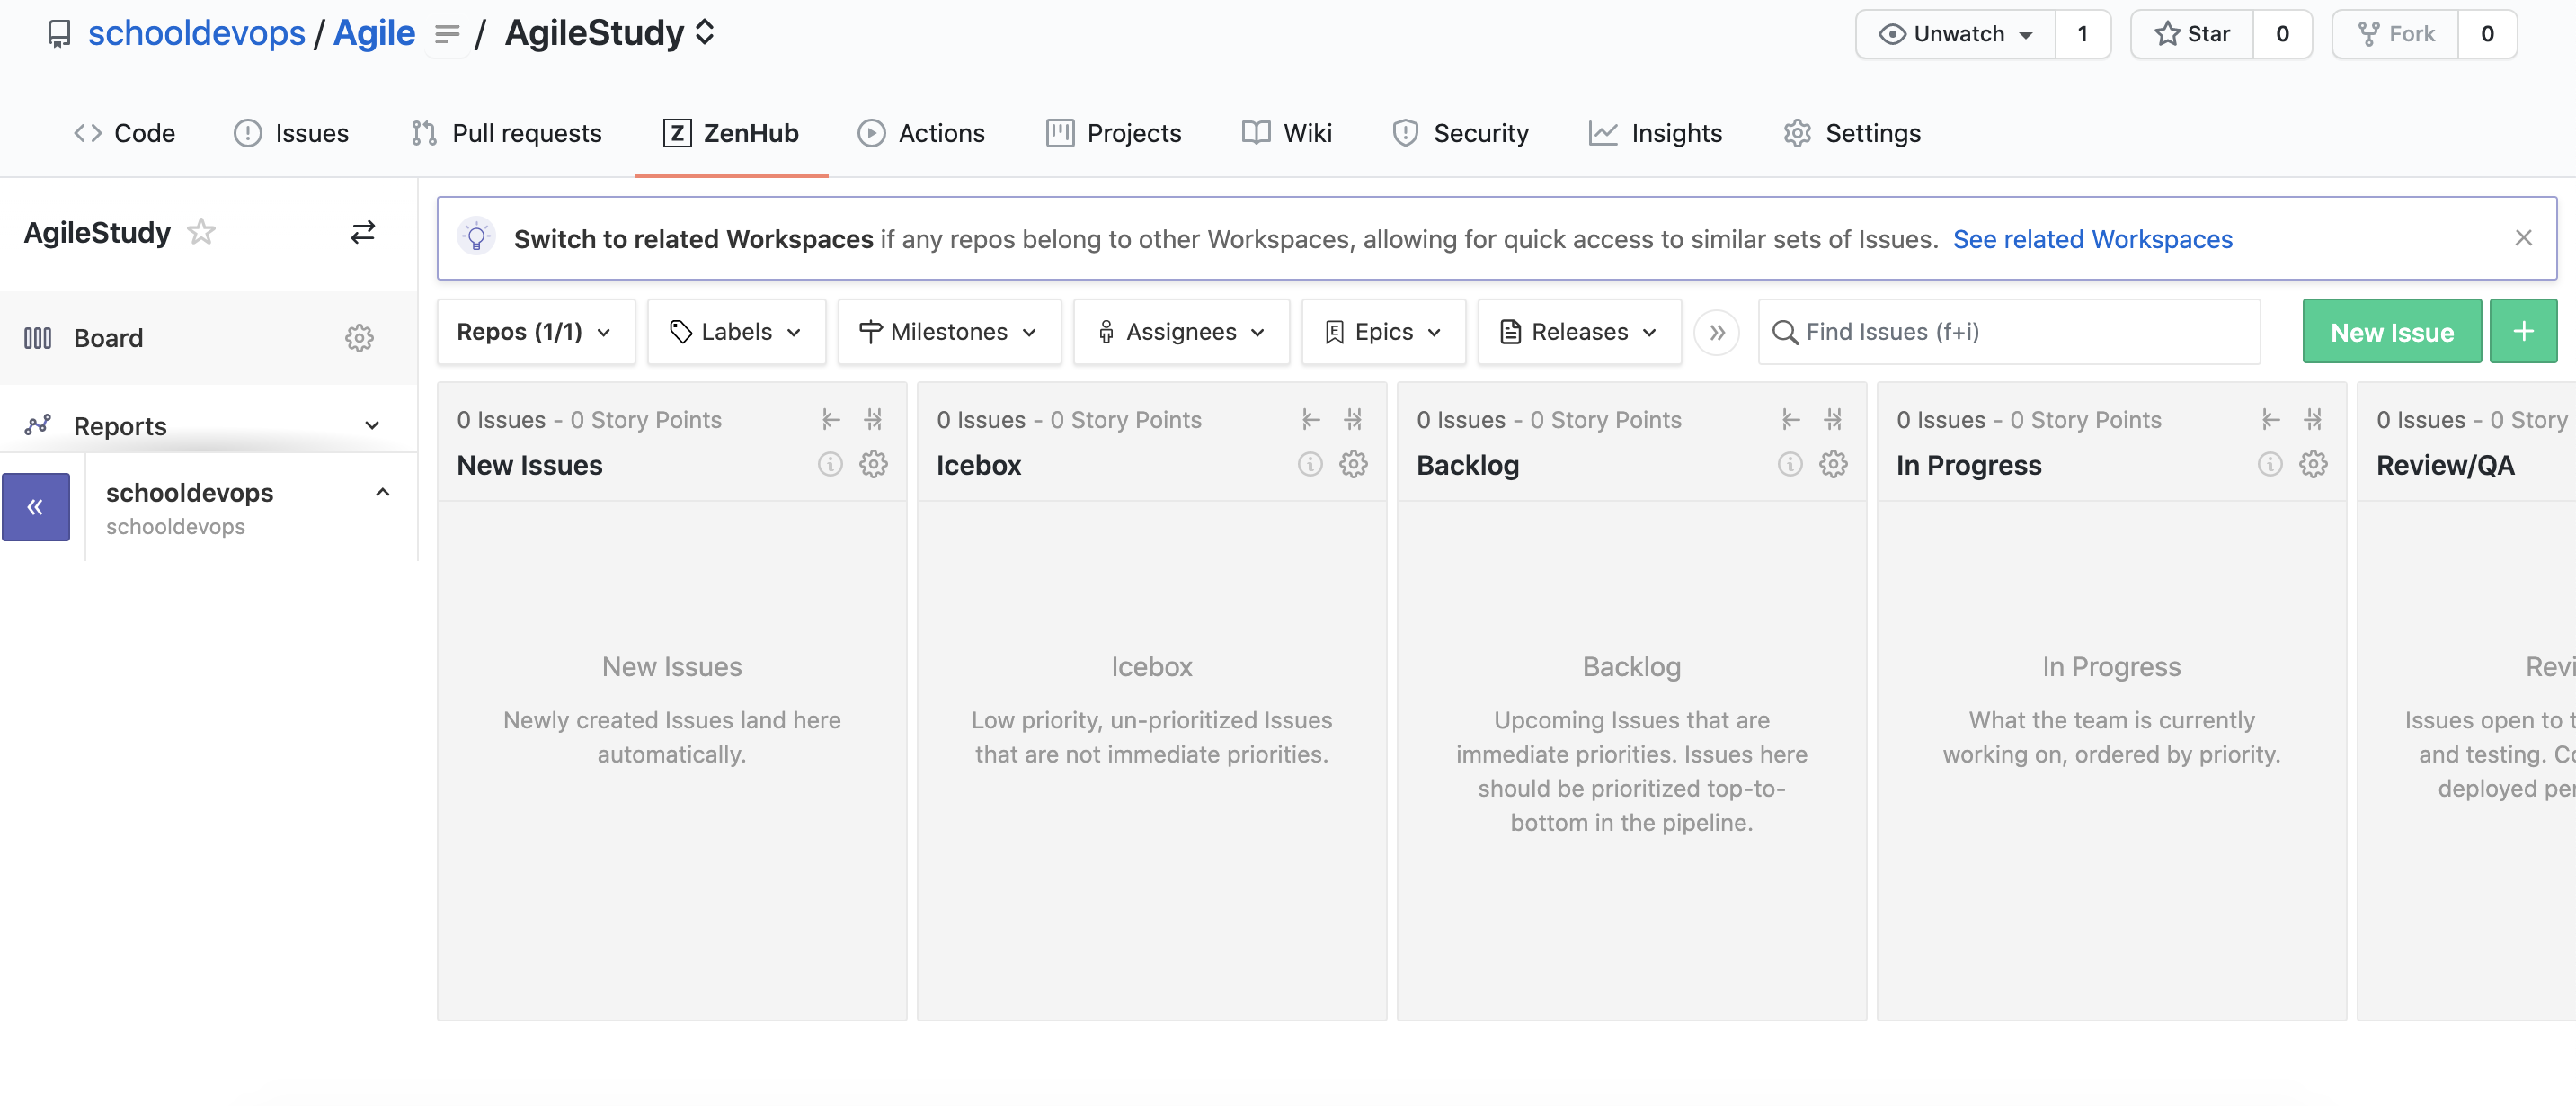 schooldevops / Agile / AgileStudy
Unwatch 1 Star 0 Fork 0
Code Issues Pull requests Z ZenHub Actions Projects Wiki Security Insights Settings
AgileStudy
Board
Reports
schooldevops
schooldevops
Switch to related Workspaces if any repos belong to other Workspaces, allowing for quick access to similar sets of Issues. See related Workspaces
Repos (1/1) Labels Milestones Assignees E Epics Releases Find Issues (f+i) New Issue +
0 Issues - 0 Story Points
New Issues
New Issues
Newly created Issues land here
automatically.
0 Issues - 0 Story Points
Icebox
Icebox
Low priority, un-prioritized Issues
that are not immediate priorities.
0 Issues - 0 Story Points
Backlog
Backlog
Upcoming Issues that are
immediate priorities. Issues here
should be prioritized top-to-
bottom in the pipeline.
0 Issues - 0 Story Points
In Progress
In Progress
What the team is currently
working on, ordered by priority.
0 Issues - 0 Story
Review/QA
Issues open to
and testing.
deployed